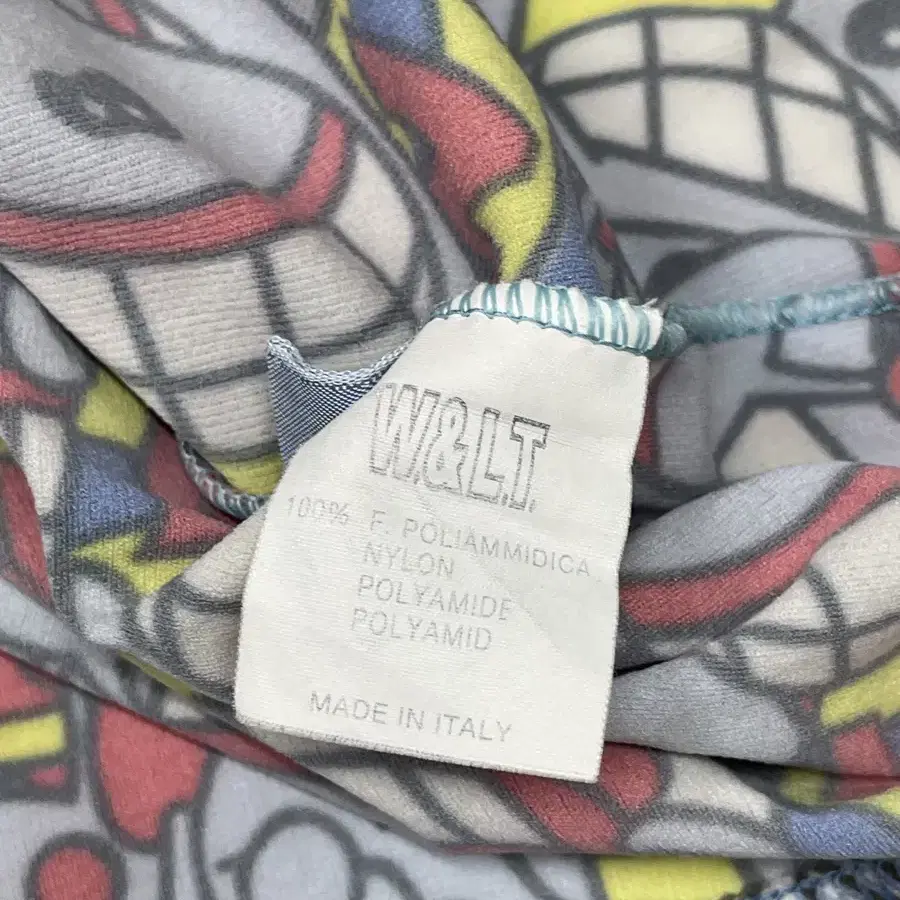 W.&L.T.
100% F. POLIAMMIDICA
NYLON
POLYAMIDE
POLYAMID
MADE IN ITALY